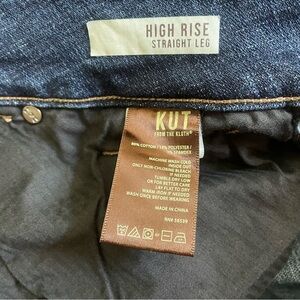 HIGH RISE
STRAIGHT LEG
KUT
FROM THE KLOTH®
MACHINE WASH COLD
INSIDE OUT
ONLY NON-CHLORINE BLEACH
IF NEEDED
TUMBLE DRY LOW
OR FOR BETTER CARE
LAY FLAT TO DRY
WARM IRON IF NEEDED
WASH ONCE BEFORE WEARING
MADE IN CHINA